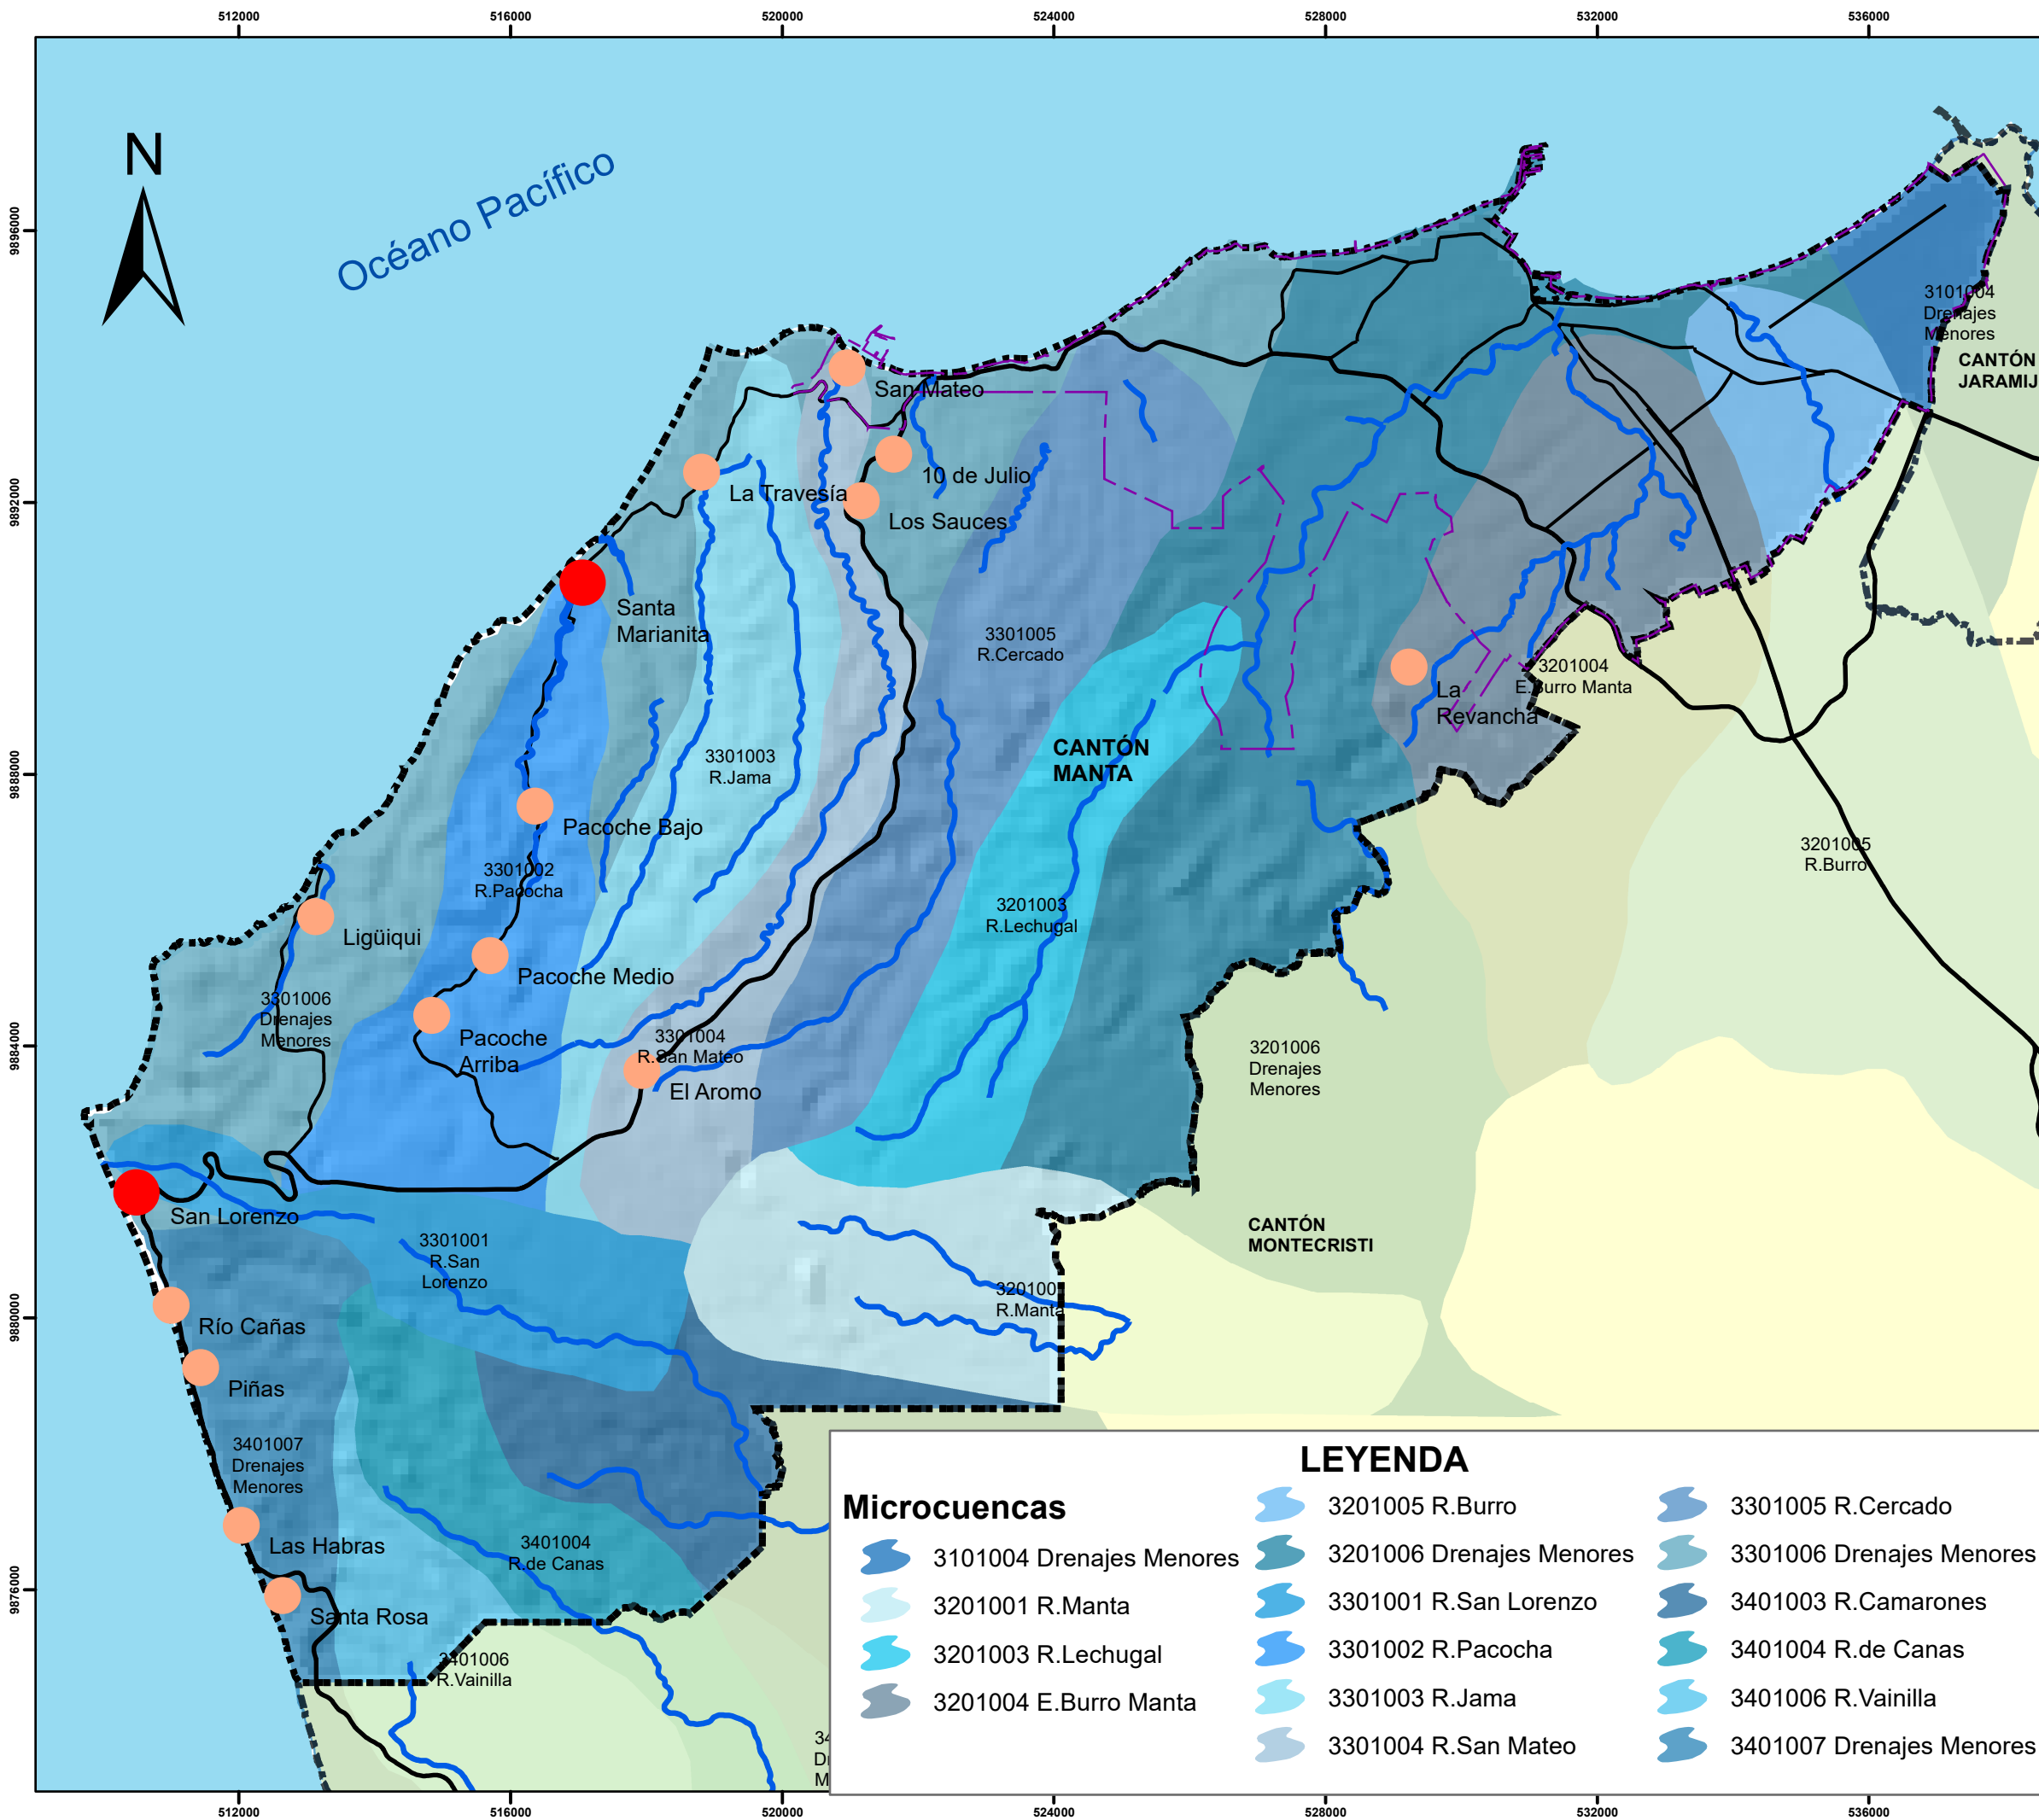 512000
516000
520000
524000
528000
532000
536000
N
Océano Pacífico
9896000
9892000
9888000
9884000
9880000
9876000
3101004
Drenajes
Menores
CANTÓN
JARAMIJ
San Mateo
10 de Julio
La Travesía
Los Sauces
Santa
Marianita
3301005
R.Cercado
3201004
E.Burro Manta
La
Revancha
CANTÓN
MANTA
3301003
R.Jama
Pacoche Bajo
3201005
R.Burro
3301002
R.Pacocha
3201003
R.Lechugal
Ligüiqui
Pacoche Medio
3301006
Drenajes
Menores
Pacoche
Arriba
3301004
R.San Mateo
El Aromo
3201006
Drenajes
Menores
San Lorenzo
3301001
R.San
Lorenzo
CANTÓN
MONTECRISTI
320100
R.Manta
Río Cañas
Piñas
3401007
Drenajes
Menores
Las Habras
3401004
R.de Canas
Santa Rosa
3401006
R.Vainilla
34
M
LEYENDA
Microcuencas
3101004 Drenajes Menores
3201001 R.Manta
3201003 R.Lechugal
3201004 E.Burro Manta
3201005 R.Burro
3201006 Drenajes Menores
3301001 R.San Lorenzo
3301002 R.Pacocha
3301003 R.Jama
3301004 R.San Mateo
3301005 R.Cercado
3301006 Drenajes Menores
3401003 R.Camarones
3401004 R.de Canas
3401006 R.Vainilla
3401007 Drenajes Menores
512000
516000
520000
524000
528000
532000
536000